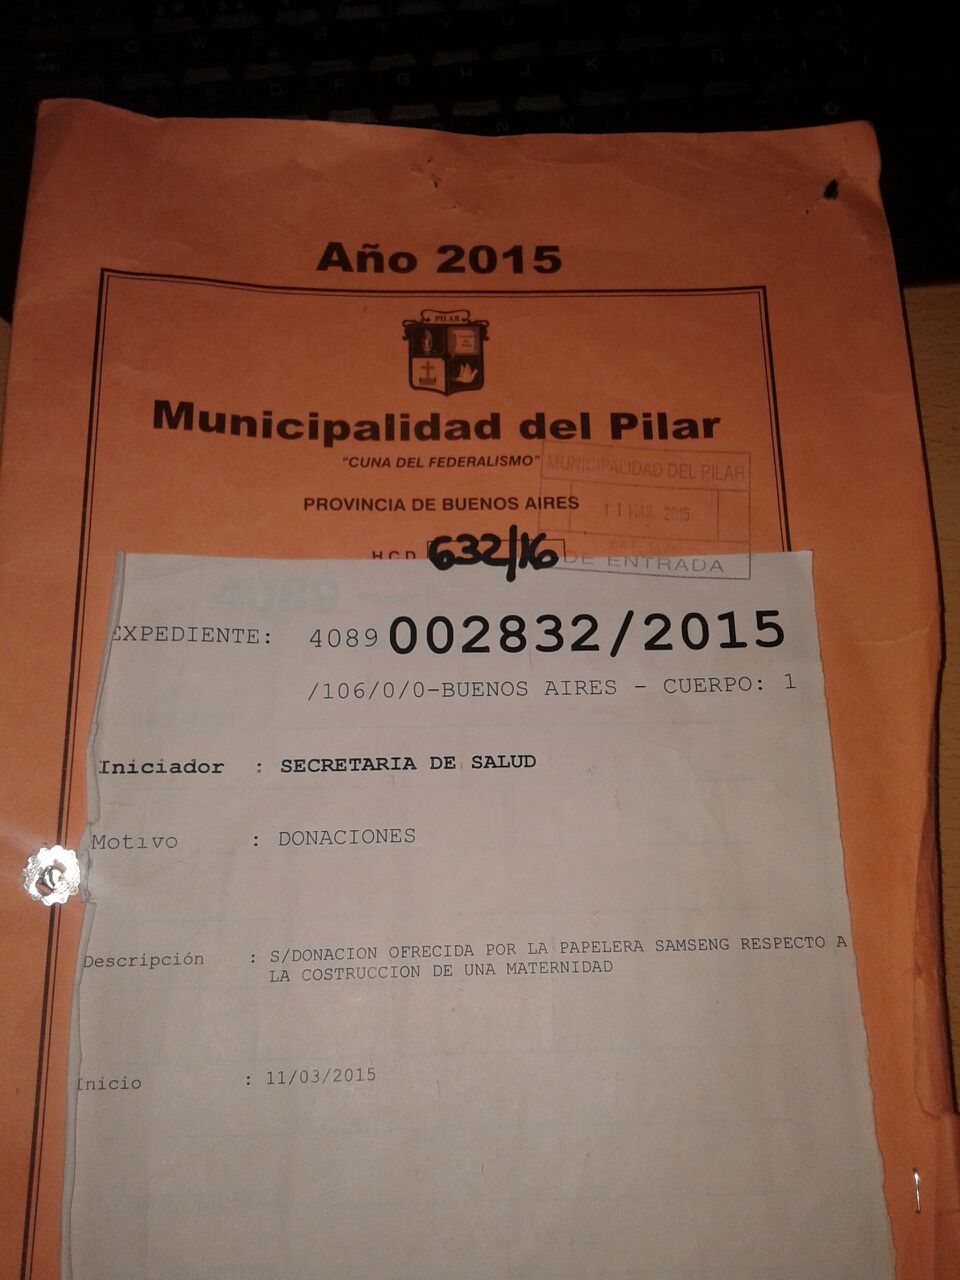 Año 2015
PILAR
Municipalidad del Pilar
"CUNA DEL FEDERALISMO"
MUNICIPALIDAD DEL PILAR
PROVINCIA DE BUENOS AIRES
11 MAR. 2015
H.C.D. 632/16
DE ENTRADA
4089
EXPEDIENTE: 4089 002832/2015
/106/0/0-BUENOS AIRES - CUERPO: 1
Iniciador : SECRETARIA DE SALUD
Motivo : DONACIONES
Descripción : S/DONACION OFRECIDA POR LA PAPELERA SAMSENG RESPECTO A
LA COSTRUCCION DE UNA MATERNIDAD
Inicio : 11/03/2015